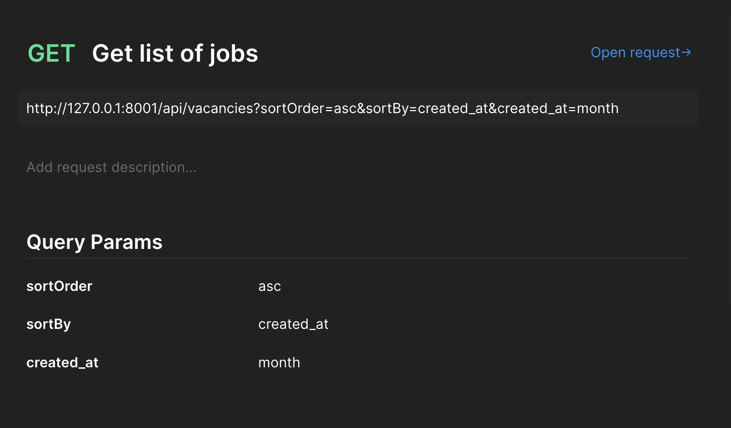 GET Get list of jobs Open request→
http://127.0.0.1:8001/api/vacancies?sortOrder=asc&sortBy=created_at&created_at=month
Add request description...
Query Params
sortOrder asc
sortBy created_at
created_at month